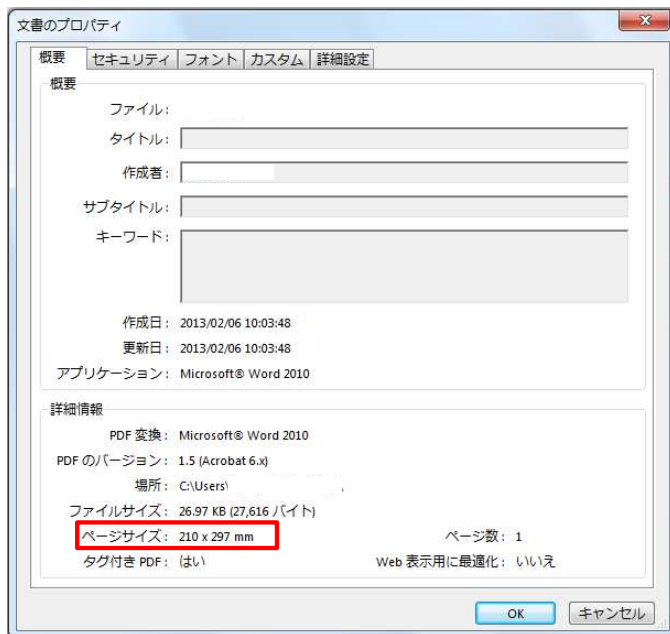 文書のプロパティ
概要 セキュリティ フォント カスタム 詳細設定
概要
ファイル:
タイトル:
作成者:
サブタイトル:
キーワード:
作成日: 2013/02/06 10:03:48
更新日: 2013/02/06 10:03:48
アプリケーション: Microsoft® Word 2010
詳細情報
PDF 変換: Microsoft® Word 2010
PDF のバージョン: 1.5 (Acrobat 6.x)
場所: C:\Users\
ファイルサイズ: 26.97 KB (27,616 バイト)
ページサイズ: 210 x 297 mm ページ数: 1
タグ付き PDF: はい Web 表示用に最適化: いいえ
OK キャンセル